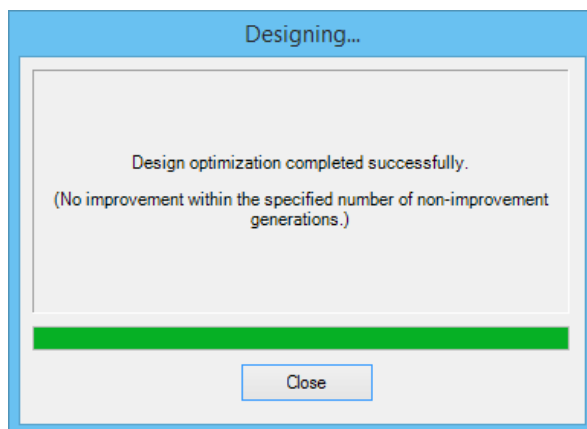 Designing...
Design optimization completed successfully.
(No improvement within the specified number of non-improvement
generations.)
Close